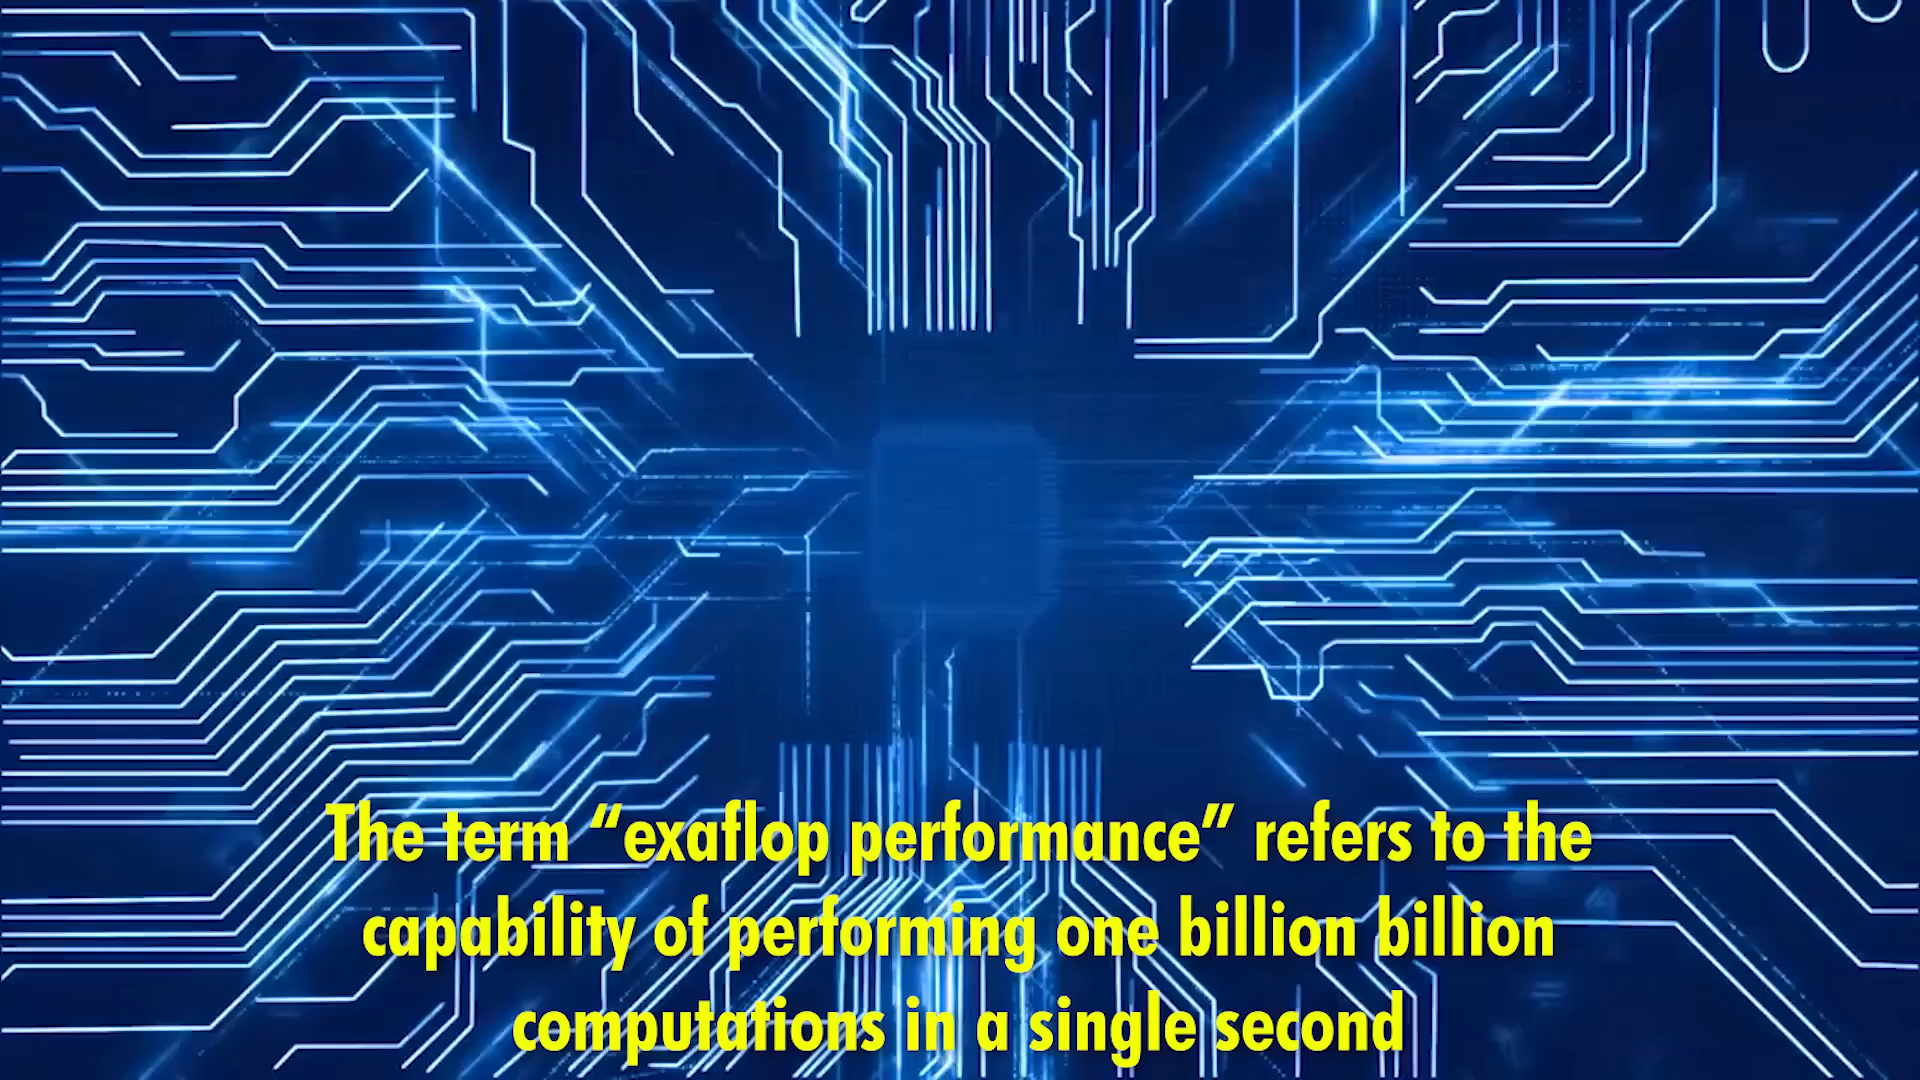 The term “exaflop performance” refers to the
capability of performing one billion billion
computations in a single second